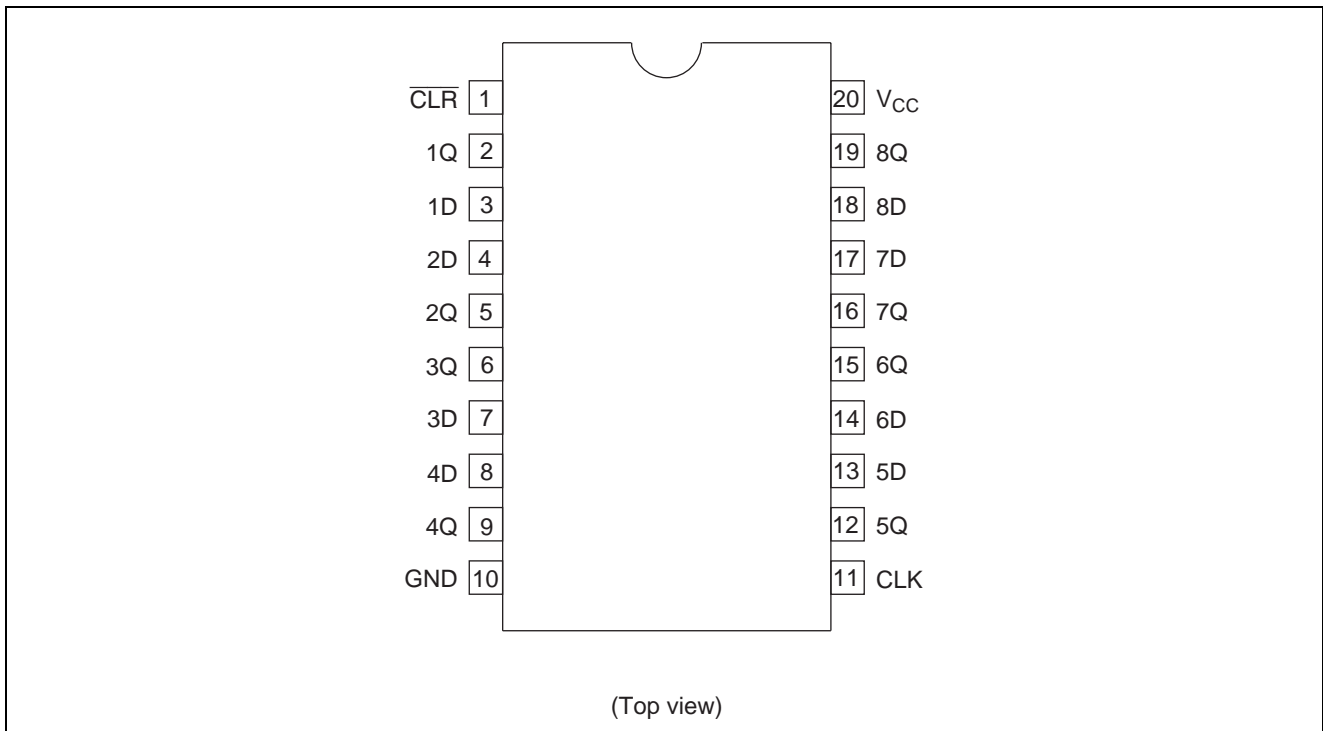 C̅L̅R̅ 1 20 VCC
1Q 2 19 8Q
1D 3 18 8D
2D 4 17 7D
2Q 5 16 7Q
3Q 6 15 6Q
3D 7 14 6D
4D 8 13 5D
4Q 9 12 5Q
GND 10 11 CLK
(Top view)